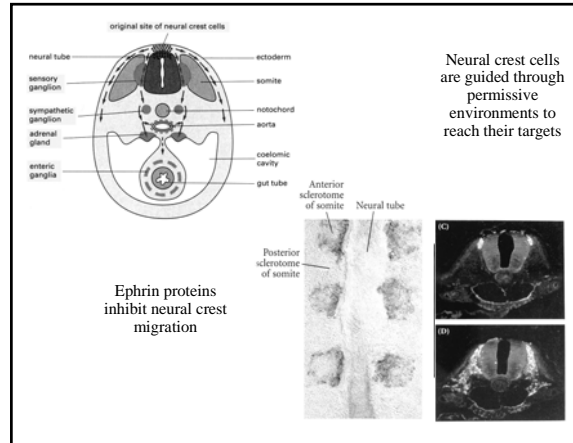 original site of neural crest cells
neural tube
sensory
ganglion
sympathetic
ganglion
adrenal
gland
enteric
ganglia
ectoderm
somite
notochord
aorta
coelomic
cavity
gut tube
Neural crest cells
are guided through
permissive
environments to
reach their targets
Anterior
sclerotome
of somite
Neural tube
Posterior
sclerotome
of somite
(C)
(D)
Ephrin proteins
inhibit neural crest
migration